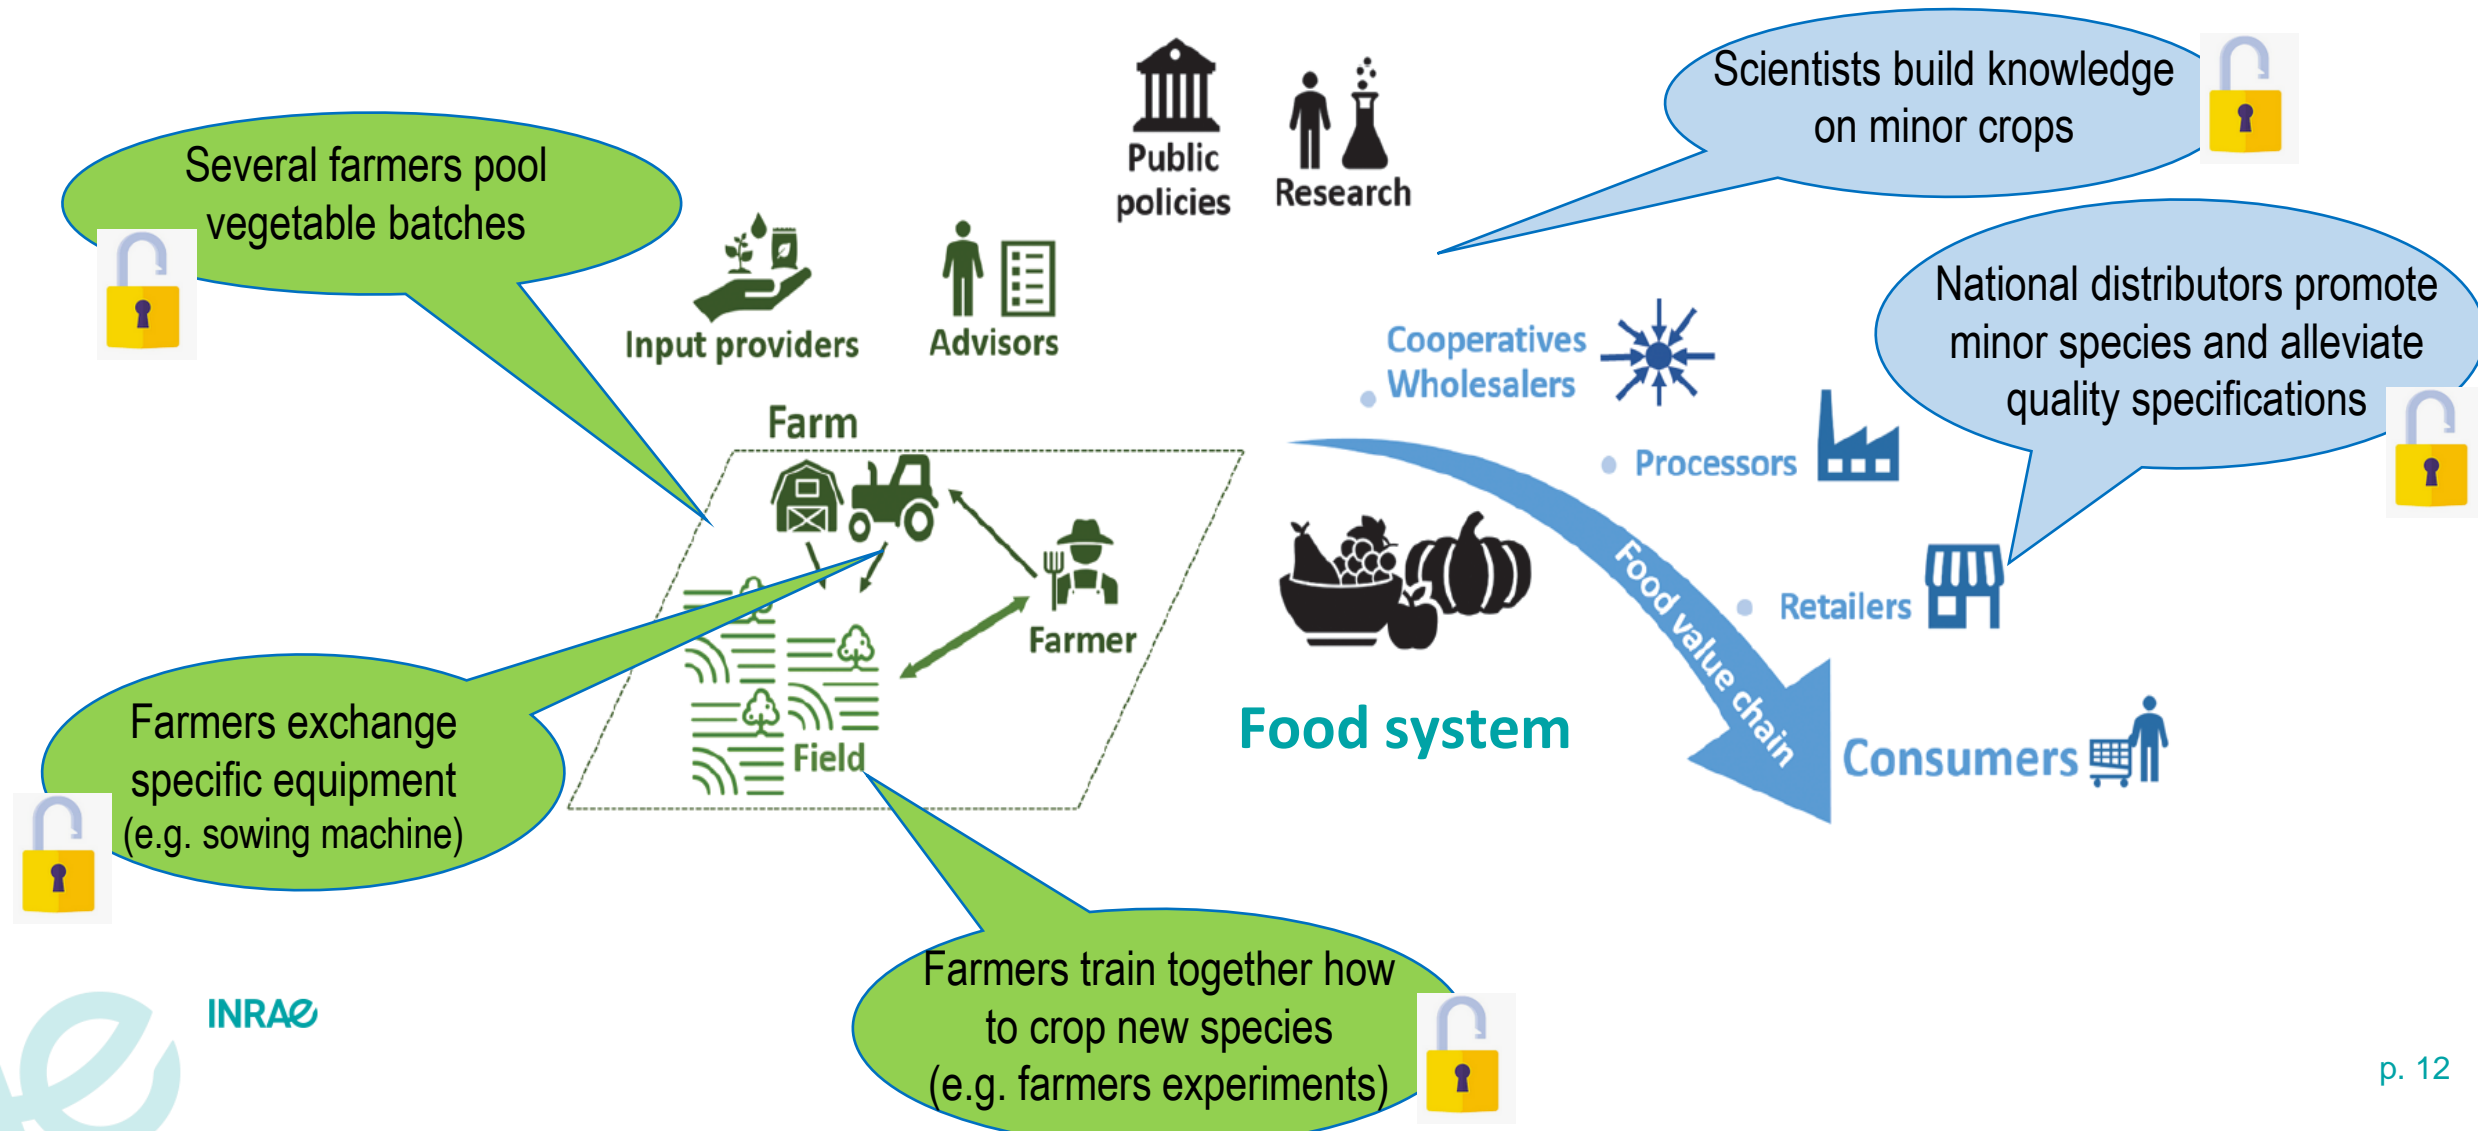 Scientists build knowledge
on minor crops
Several farmers pool
vegetable batches
Public
policies
Research
National distributors promote
minor species and alleviate
quality specifications
Input providers
Advisors
Cooperatives
Wholesalers
Farm
Processors
Food value chain
Retailers
Farmer
Farmers exchange
specific equipment
(e.g. sowing machine)
Field
Food system
Consumers
Farmers train together how
to crop new species
(e.g. farmers experiments)
INRAE
p. 12